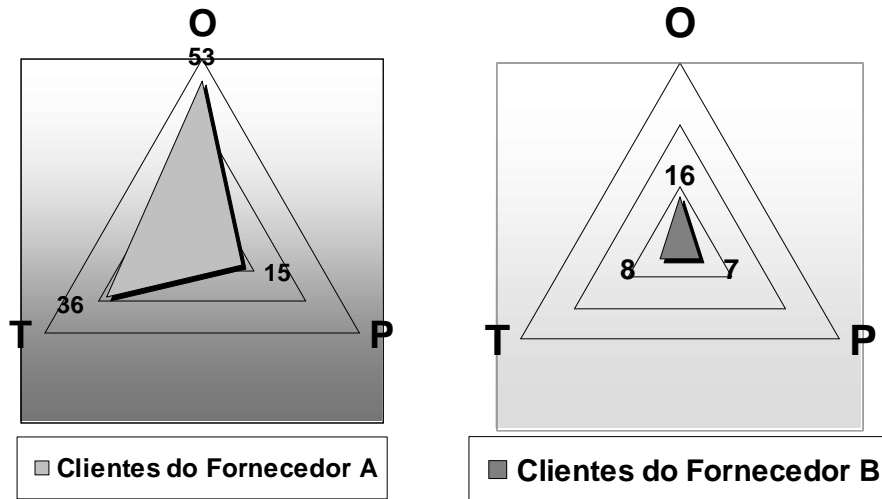 O
53
15
36
T
P
Clientes do Fornecedor A
O
16
8
7
T
P
Clientes do Fornecedor B